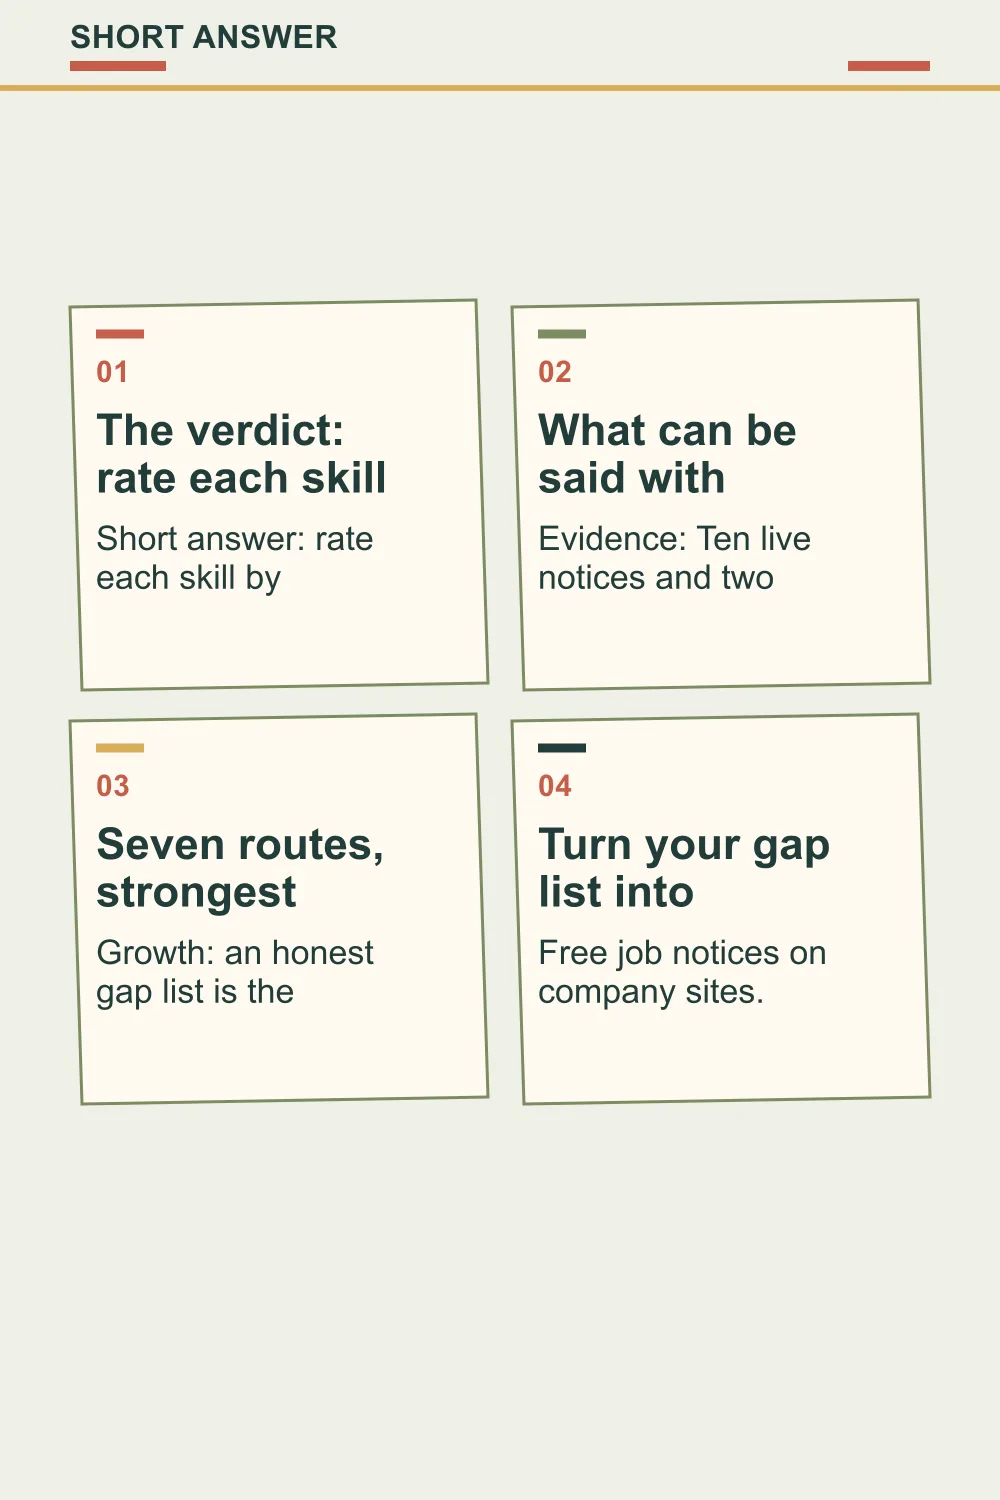 SHORT ANSWER
01
The verdict:
rate each skill
Short answer: rate
each skill by
02
What can be
said with
Evidence: Ten live
notices and two
03
Seven routes,
strongest
Growth: an honest
gap list is the
04
Turn your gap
list into
Free job notices on
company sites.